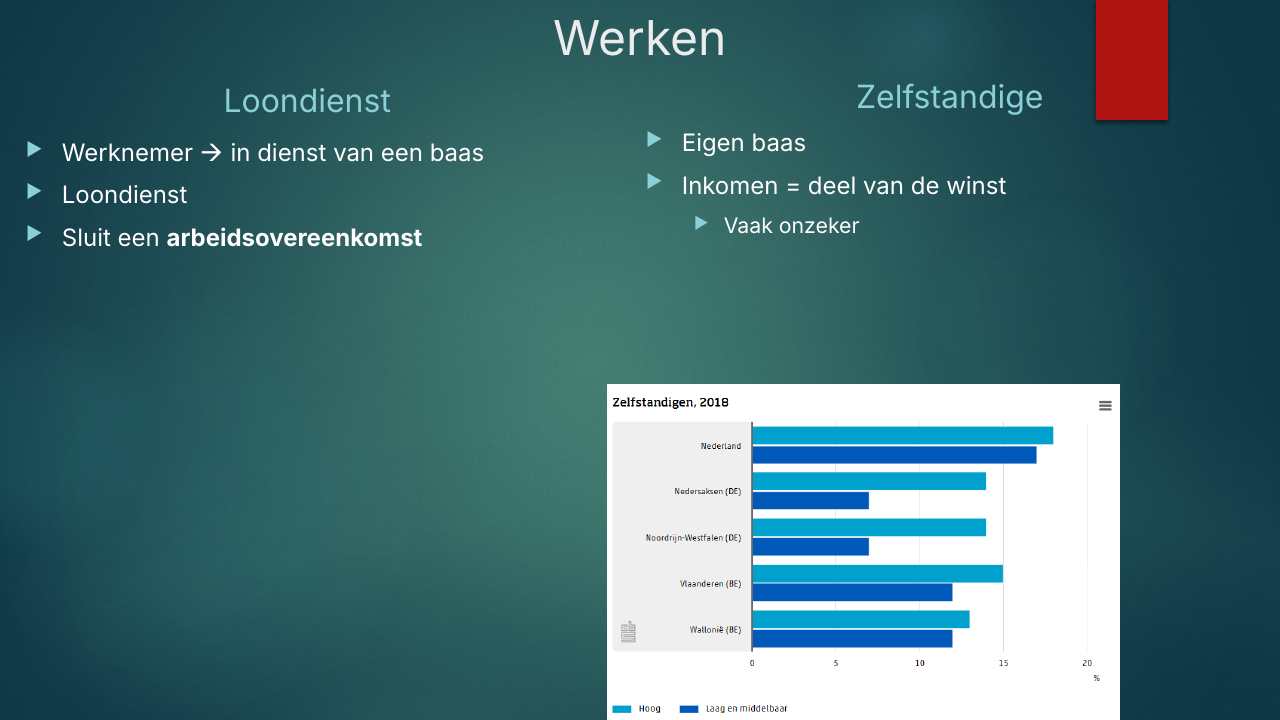 Werken
Loondienst
Werknemer → in dienst van een baas
Loondienst
Sluit een arbeidsovereenkomst
Zelfstandige
Eigen baas
Inkomen = deel van de winst
Vaak onzeker
Zelfstandigen, 2018
Nederland
Nedersaksen (DE)
Noordrijn-Westfalen (DE)
Vlaanderen (BE)
Wallonië (BE)
0 5 10 15 20
%
Hoog Laag en middelbaar